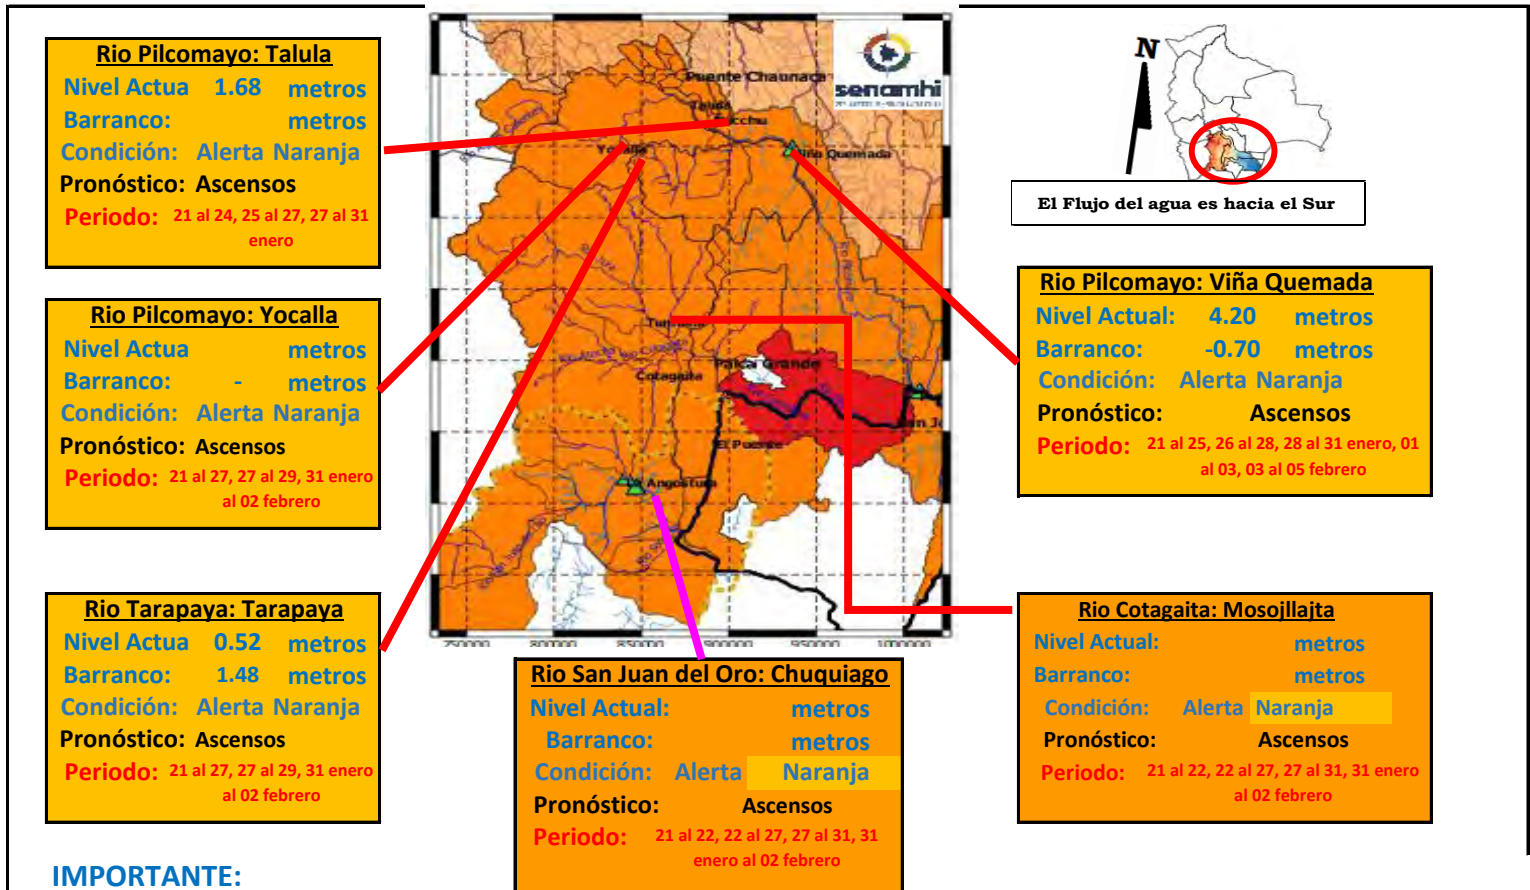 Rio Pilcomayo: Talula
Nivel Actua 1.68 metros
Barranco: metros
Condición: Alerta Naranja
Pronóstico: Ascensos
Periodo: 21 al 24, 25 al 27, 27 al 31
enero
Rio Pilcomayo: Yocalla
Nivel Actua metros
Barranco: - metros
Condición: Alerta Naranja
Pronóstico: Ascensos
Periodo: 21 al 27, 27 al 29, 31 enero
al 02 febrero
Rio Tarapaya: Tarapaya
Nivel Actua 0.52 metros
Barranco: 1.48 metros
Condición: Alerta Naranja
Pronóstico: Ascensos
Periodo: 21 al 27, 27 al 29, 31 enero
al 02 febrero
IMPORTANTE:
senamhi
Puente Chaunaca
Viña Quemada
Palca Grande
Cotagaita
El Puente
Angostura
800000
900000
Rio San Juan del Oro: Chuquiago
Nivel Actual: metros
Barranco: metros
Condición: Alerta Naranja
Pronóstico: Ascensos
Periodo: 21 al 22, 22 al 27, 27 al 31, 31
enero al 02 febrero
N
El Flujo del agua es hacia el Sur
Rio Pilcomayo: Viña Quemada
Nivel Actual: 4.20 metros
Barranco: -0.70 metros
Condición: Alerta Naranja
Pronóstico: Ascensos
Periodo: 21 al 25, 26 al 28, 28 al 31 enero, 01
al 03, 03 al 05 febrero
Rio Cotagaita: Mosojllajta
Nivel Actual: metros
Barranco: metros
Condición: Alerta Naranja
Pronóstico: Ascensos
Periodo: 21 al 22, 22 al 27, 27 al 31, 31 enero
al 02 febrero